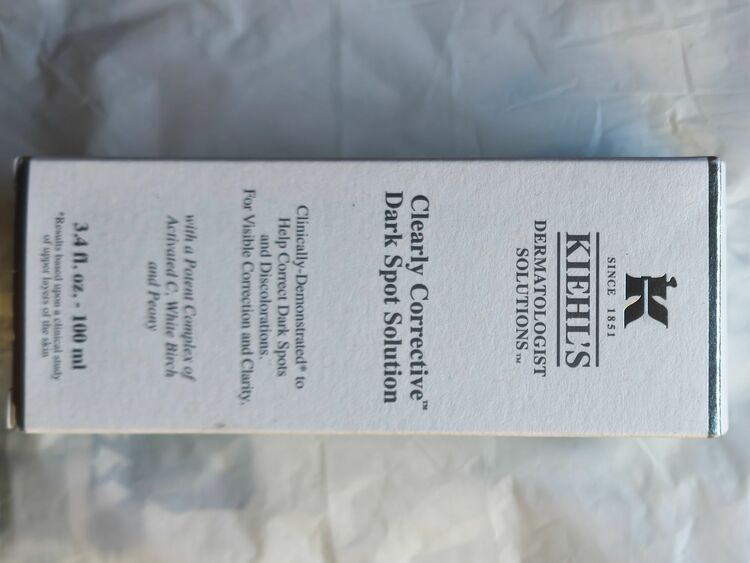 K
SINCE 1851
KIEHL'S
DERMATOLOGIST
SOLUTIONS™
Clearly Corrective™
Dark Spot Solution
Clinically-Demonstrated* to
Help Correct Dark Spots
and Discolorations.
For Visible Correction and Clarity.
with a Potent Complex of
Activated C, White Birch
and Peony
3.4 fl. oz. - 100 ml
*Results based upon a clinical study
of upper layers of the skin